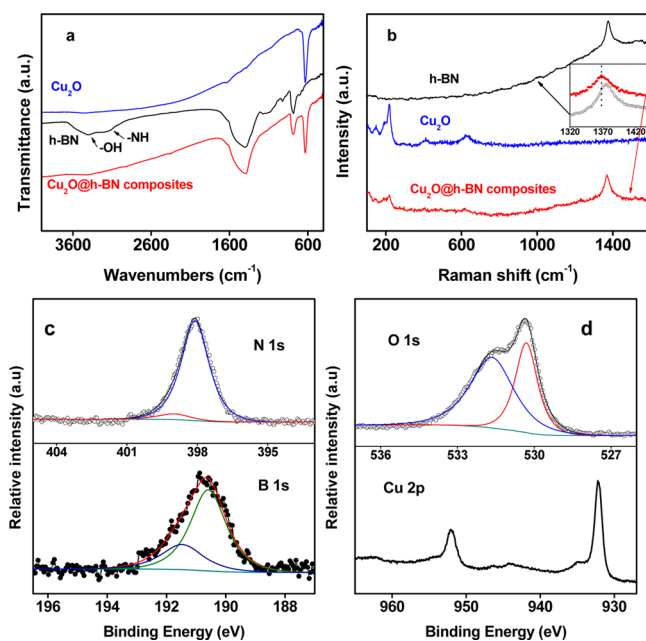 a
Transmittance (a.u.)
Cu₂O
h-BN
-OH
-NH
Cu₂O@h-BN composites
3600 2600 1600 600
Wavenumbers (cm⁻¹)
b
Intensity (a.u.)
h-BN
1320 1370 1420
Cu₂O
Cu₂O@h-BN composites
200 600 1000 1400
Raman shift (cm⁻¹)
c
Relative intensity (a.u)
N 1s
404 401 398 395
B 1s
196 194 192 190 188
Binding Energy (eV)
d
Relative intensity (a.u)
O 1s
536 533 530 527
Cu 2p
960 950 940 930
Binding Energy (eV)